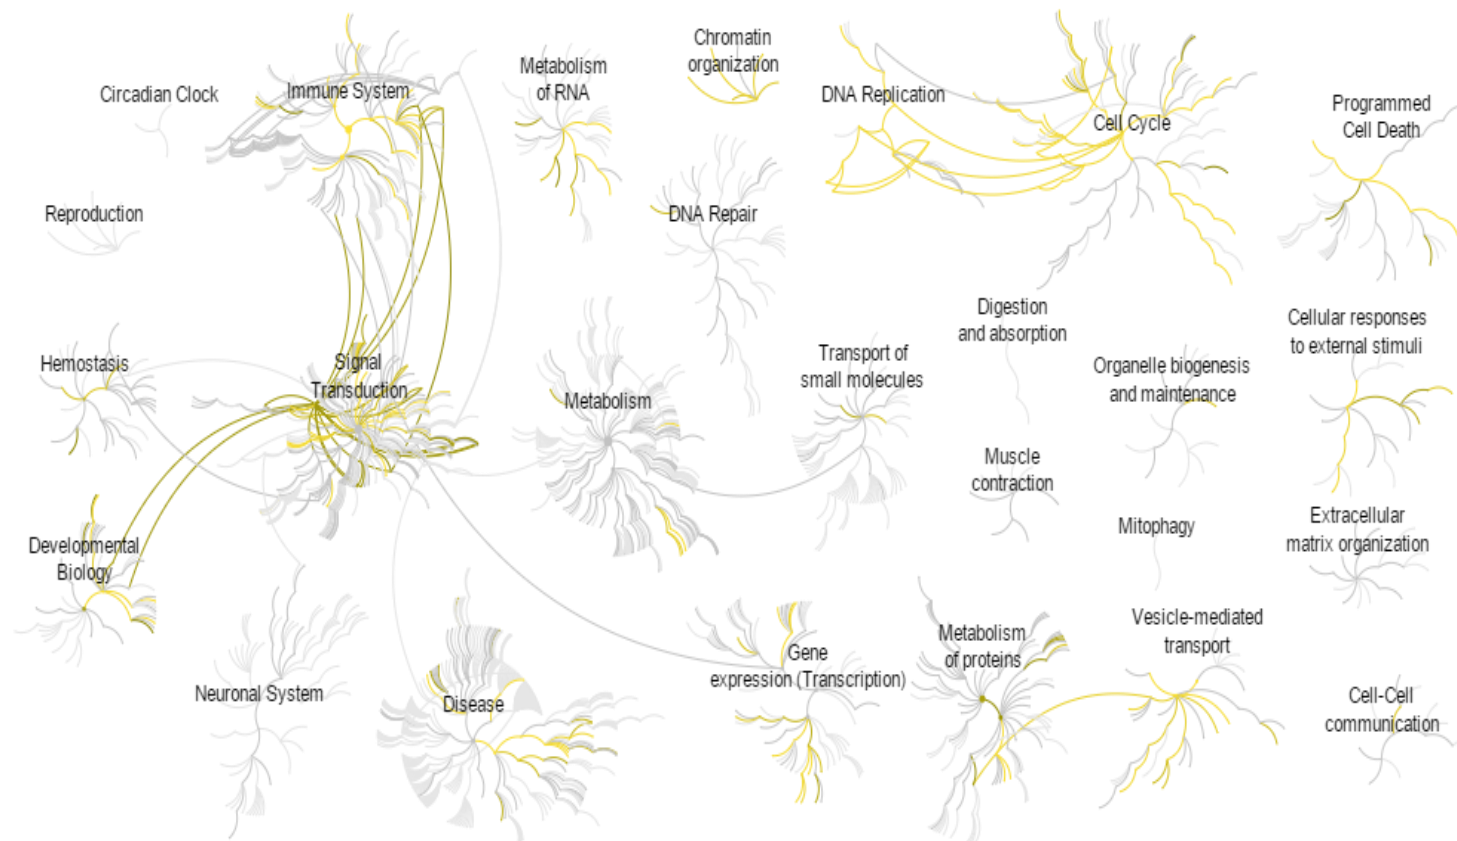 Circadian Clock
Immune System
Metabolism
of RNA
Chromatin
organization
DNA Replication
Cell Cycle
Programmed
Cell Death
Reproduction
DNA Repair
Hemostasis
Signal
Transduction
Metabolism
Transport of
small molecules
Digestion
and absorption
Organelle biogenesis
and maintenance
Cellular responses
to external stimuli
Muscle
contraction
Mitophagy
Extracellular
matrix organization
Developmental
Biology
Neuronal System
Disease
Gene
expression (Transcription)
Metabolism
of proteins
Vesicle-mediated
transport
Cell-Cell
communication